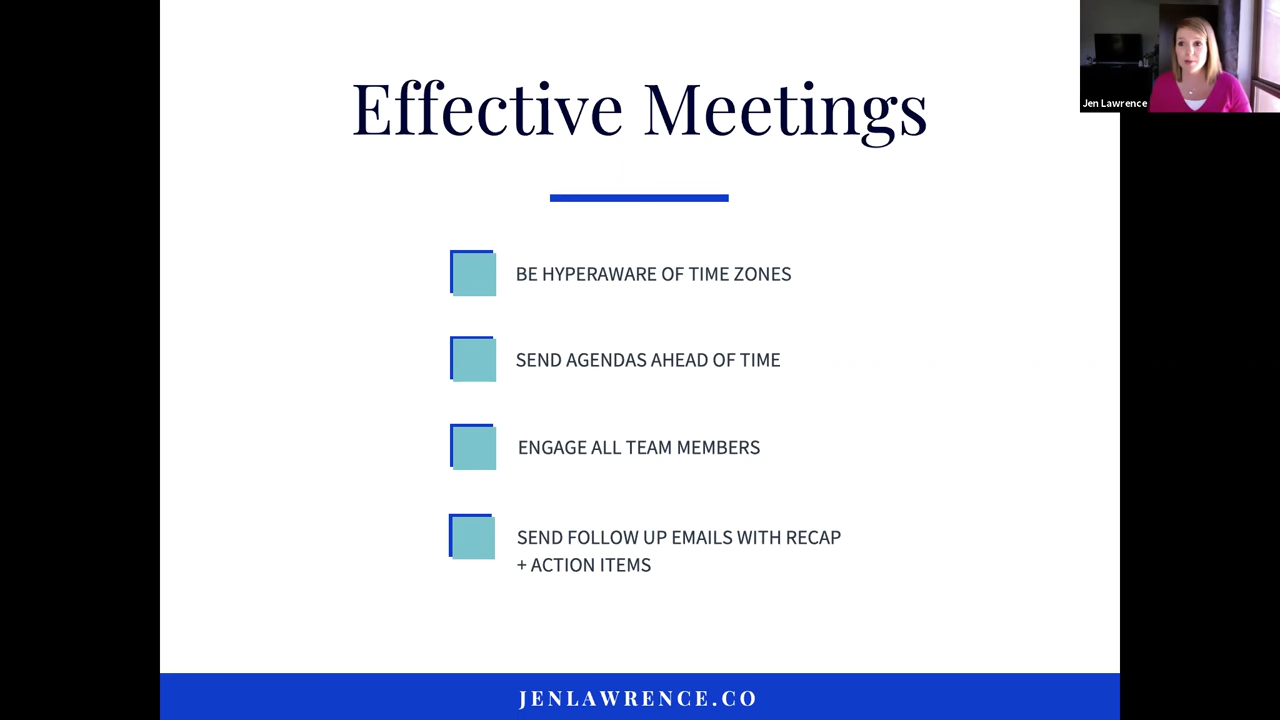 Effective Meetings
Jen Lawrence
BE HYPERAWARE OF TIME ZONES
SEND AGENDAS AHEAD OF TIME
ENGAGE ALL TEAM MEMBERS
SEND FOLLOW UP EMAILS WITH RECAP
+ ACTION ITEMS
JENLAWRENCE.CO